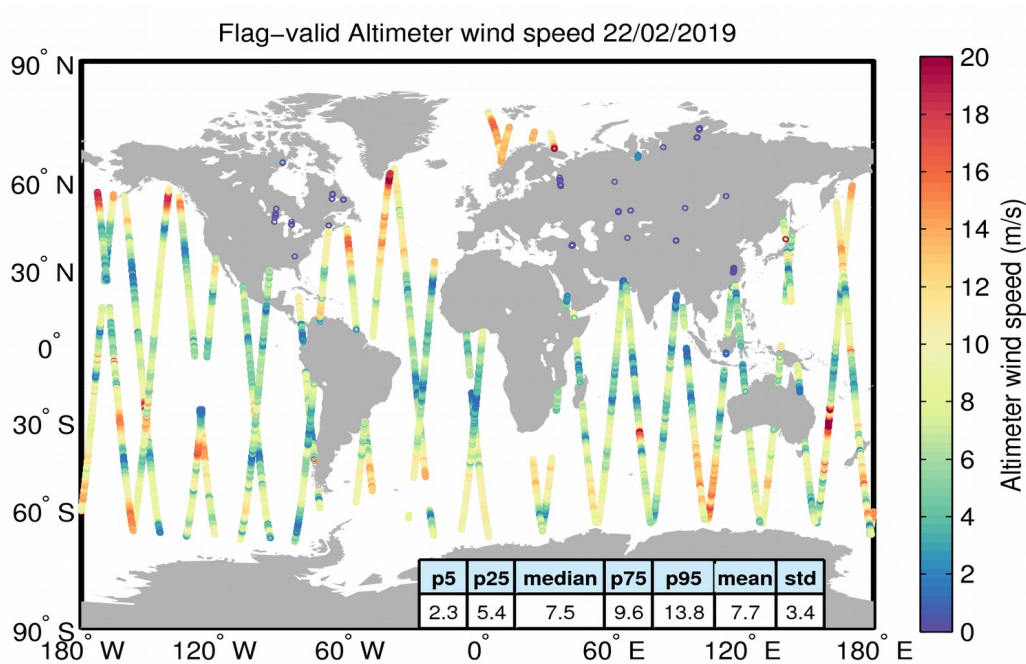 Flag−valid Altimeter wind speed 22/02/2019
90° N
60° N
30° N
0°
30° S
60° S
90° S
180° W 120° W 60° W 0° 60° E 120° E 180° E
p5 p25 median p75 p95 mean std
2.3 5.4 7.5 9.6 13.8 7.7 3.4
20
18
16
14
12
10
8
6
4
2
0
Altimeter wind speed (m/s)